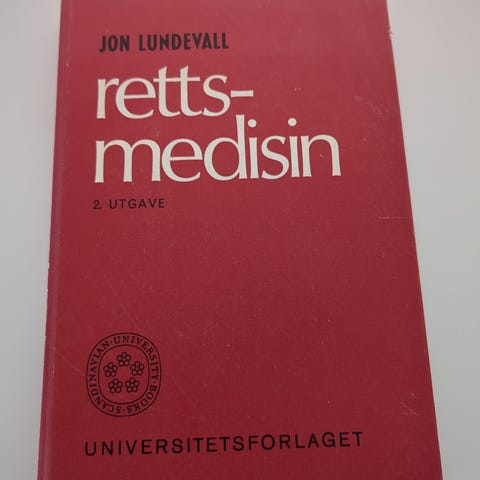 JON LUNDEVALL
retts-
medisin
2. UTGAVE
SCANDINAVIAN·UNIVERSITY·BOOKS·
UNIVERSITETSFORLAGET